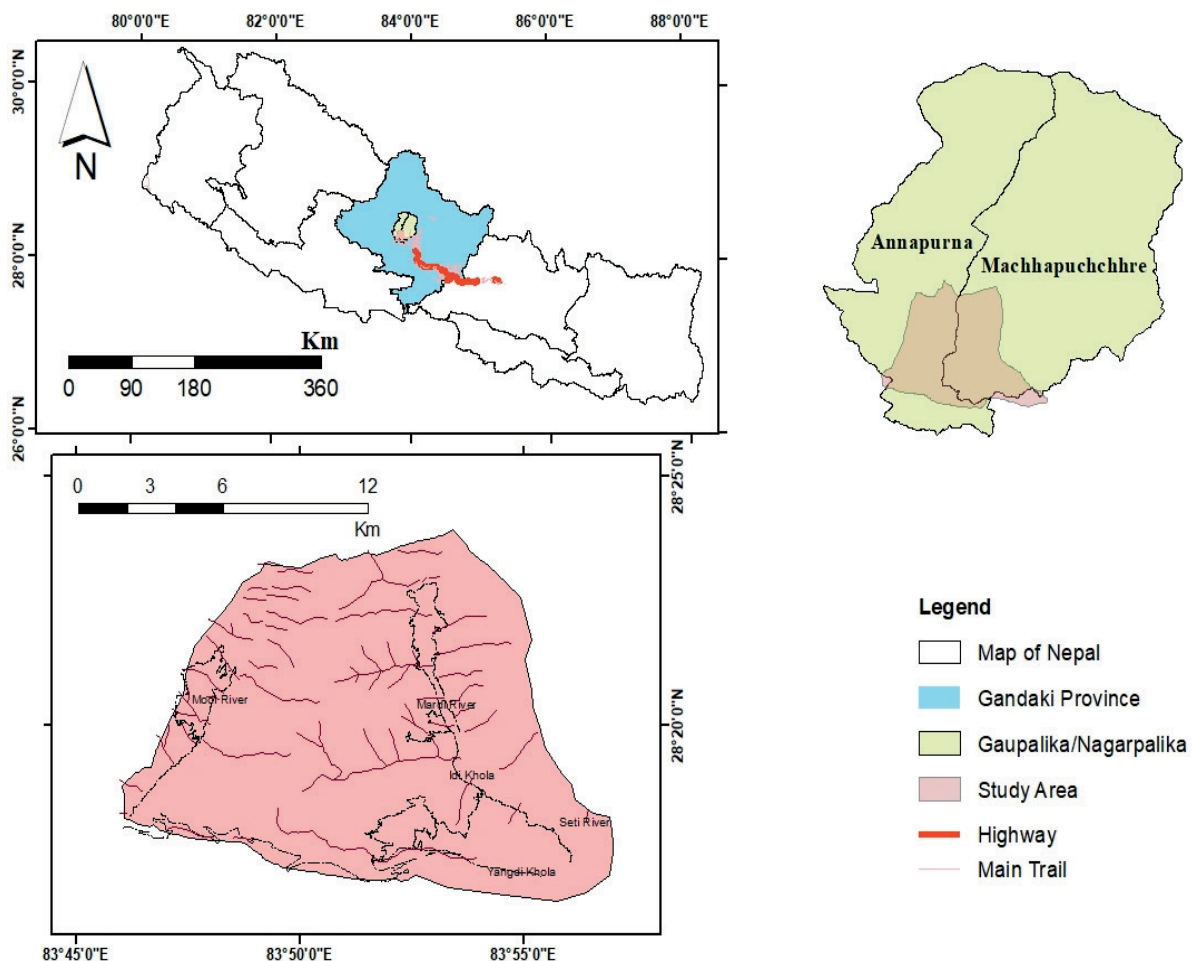 80°0'0"E 82°0'0"E 84°0'0"E 86°0'0"E 88°0'0"E
30°0'0"N
28°0'0"N
26°0'0"N
N
Km
0 90 180 360
Annapurna
Machhapuchchhre
28°25'0"N
28°20'0"N
0 3 6 12
Km
Modi River
Mardi River
Idi Khola
Seti River
Yangdi Khola
83°45'0"E 83°50'0"E 83°55'0"E
Legend
Map of Nepal
Gandaki Province
Gaupalika/Nagarpalika
Study Area
Highway
Main Trail